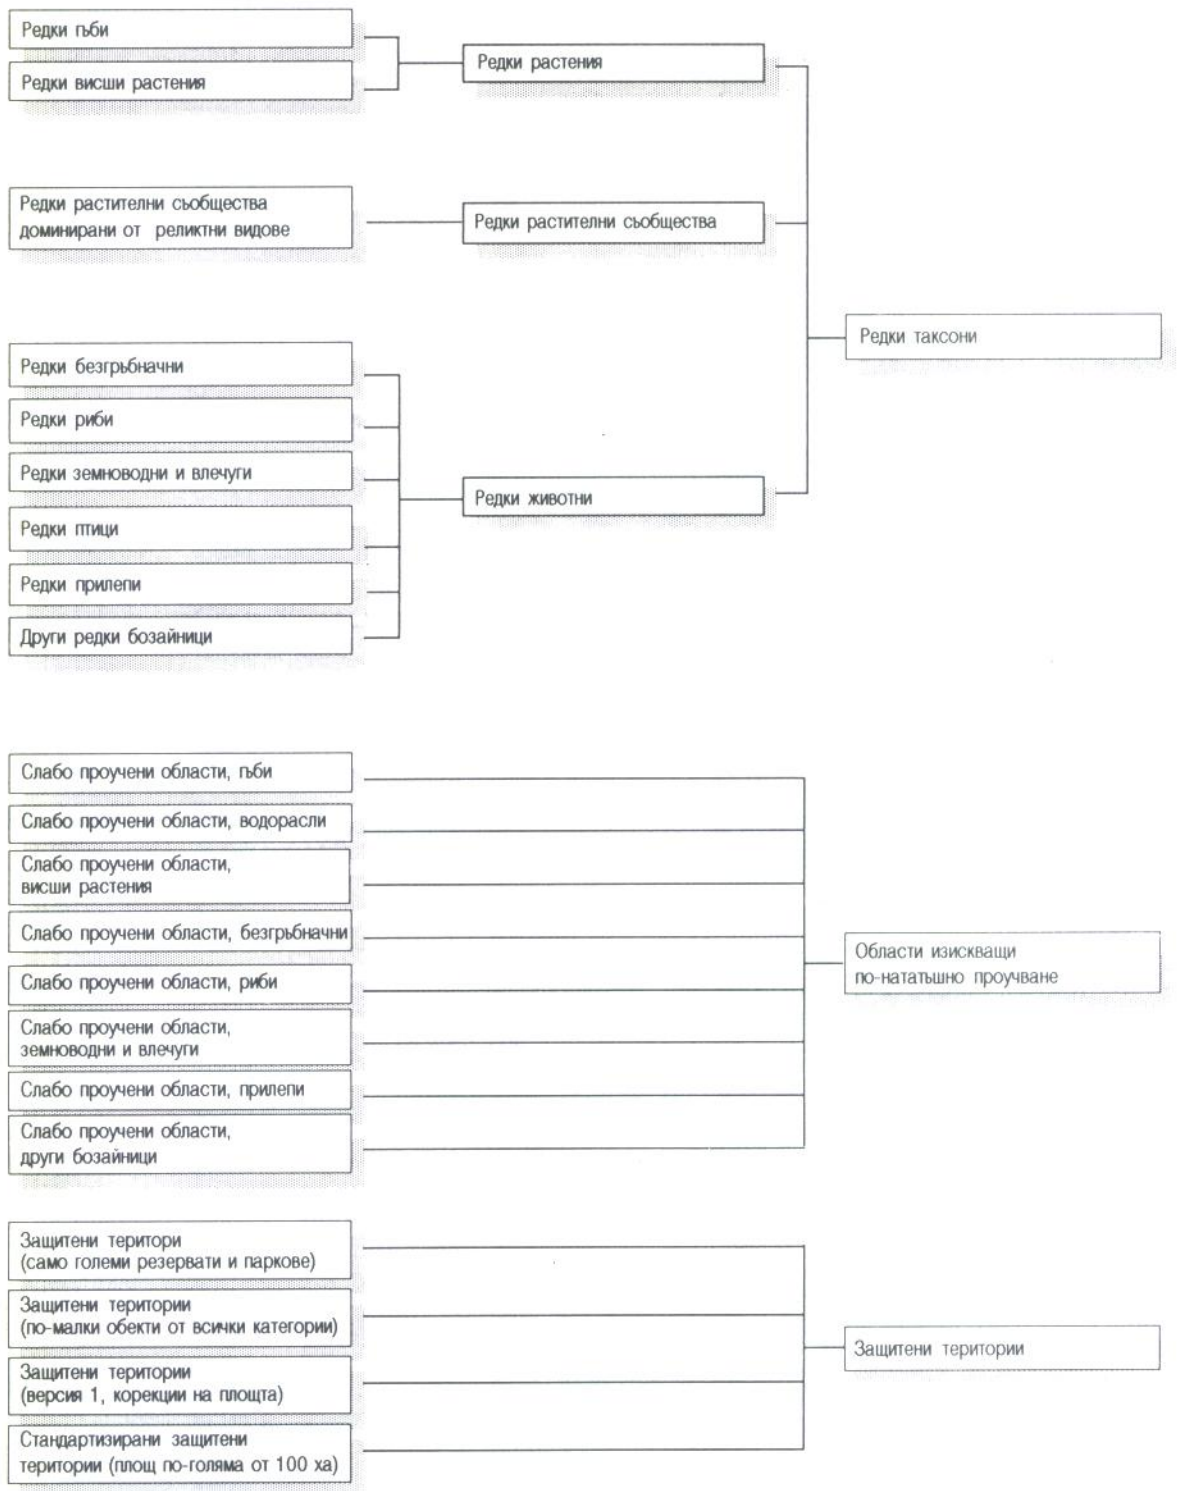 Редки гъби
Редки висши растения
Редки растения
Редки растителни съобщества
доминирани от реликтни видове
Редки растителни съобщества
Редки таксони
Редки безгръбначни
Редки риби
Редки земноводни и влечуги
Редки птици
Редки прилепи
Други редки бозайници
Редки животни
Слабо проучени области, гъби
Слабо проучени области, водорасли
Слабо проучени области,
висши растения
Слабо проучени области, безгръбначни
Слабо проучени области, риби
Слабо проучени области,
земноводни и влечуги
Слабо проучени области, прилепи
Слабо проучени области,
други бозайници
Области изискващи
по-нататъшно проучване
Защитени територи
(само големи резервати и паркове)
Защитени територии
(по-малки обекти от всички категории)
Защитени територии
(версия 1, корекции на площта)
Стандартизирани защитени
територии (площ по-голяма от 100 ха)
Защитени територии